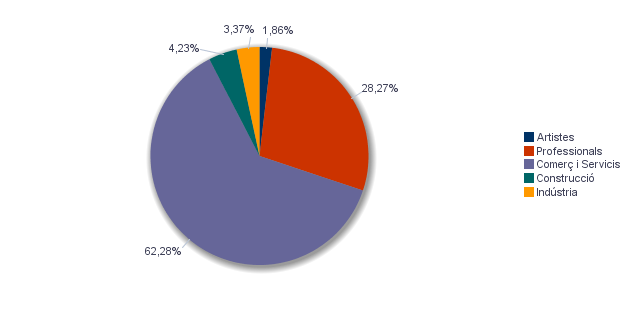 3,37%
1,86%
4,23%
28,27%
62,28%
Artistes
Professionals
Comerç i Servicis
Construcció
Indústria